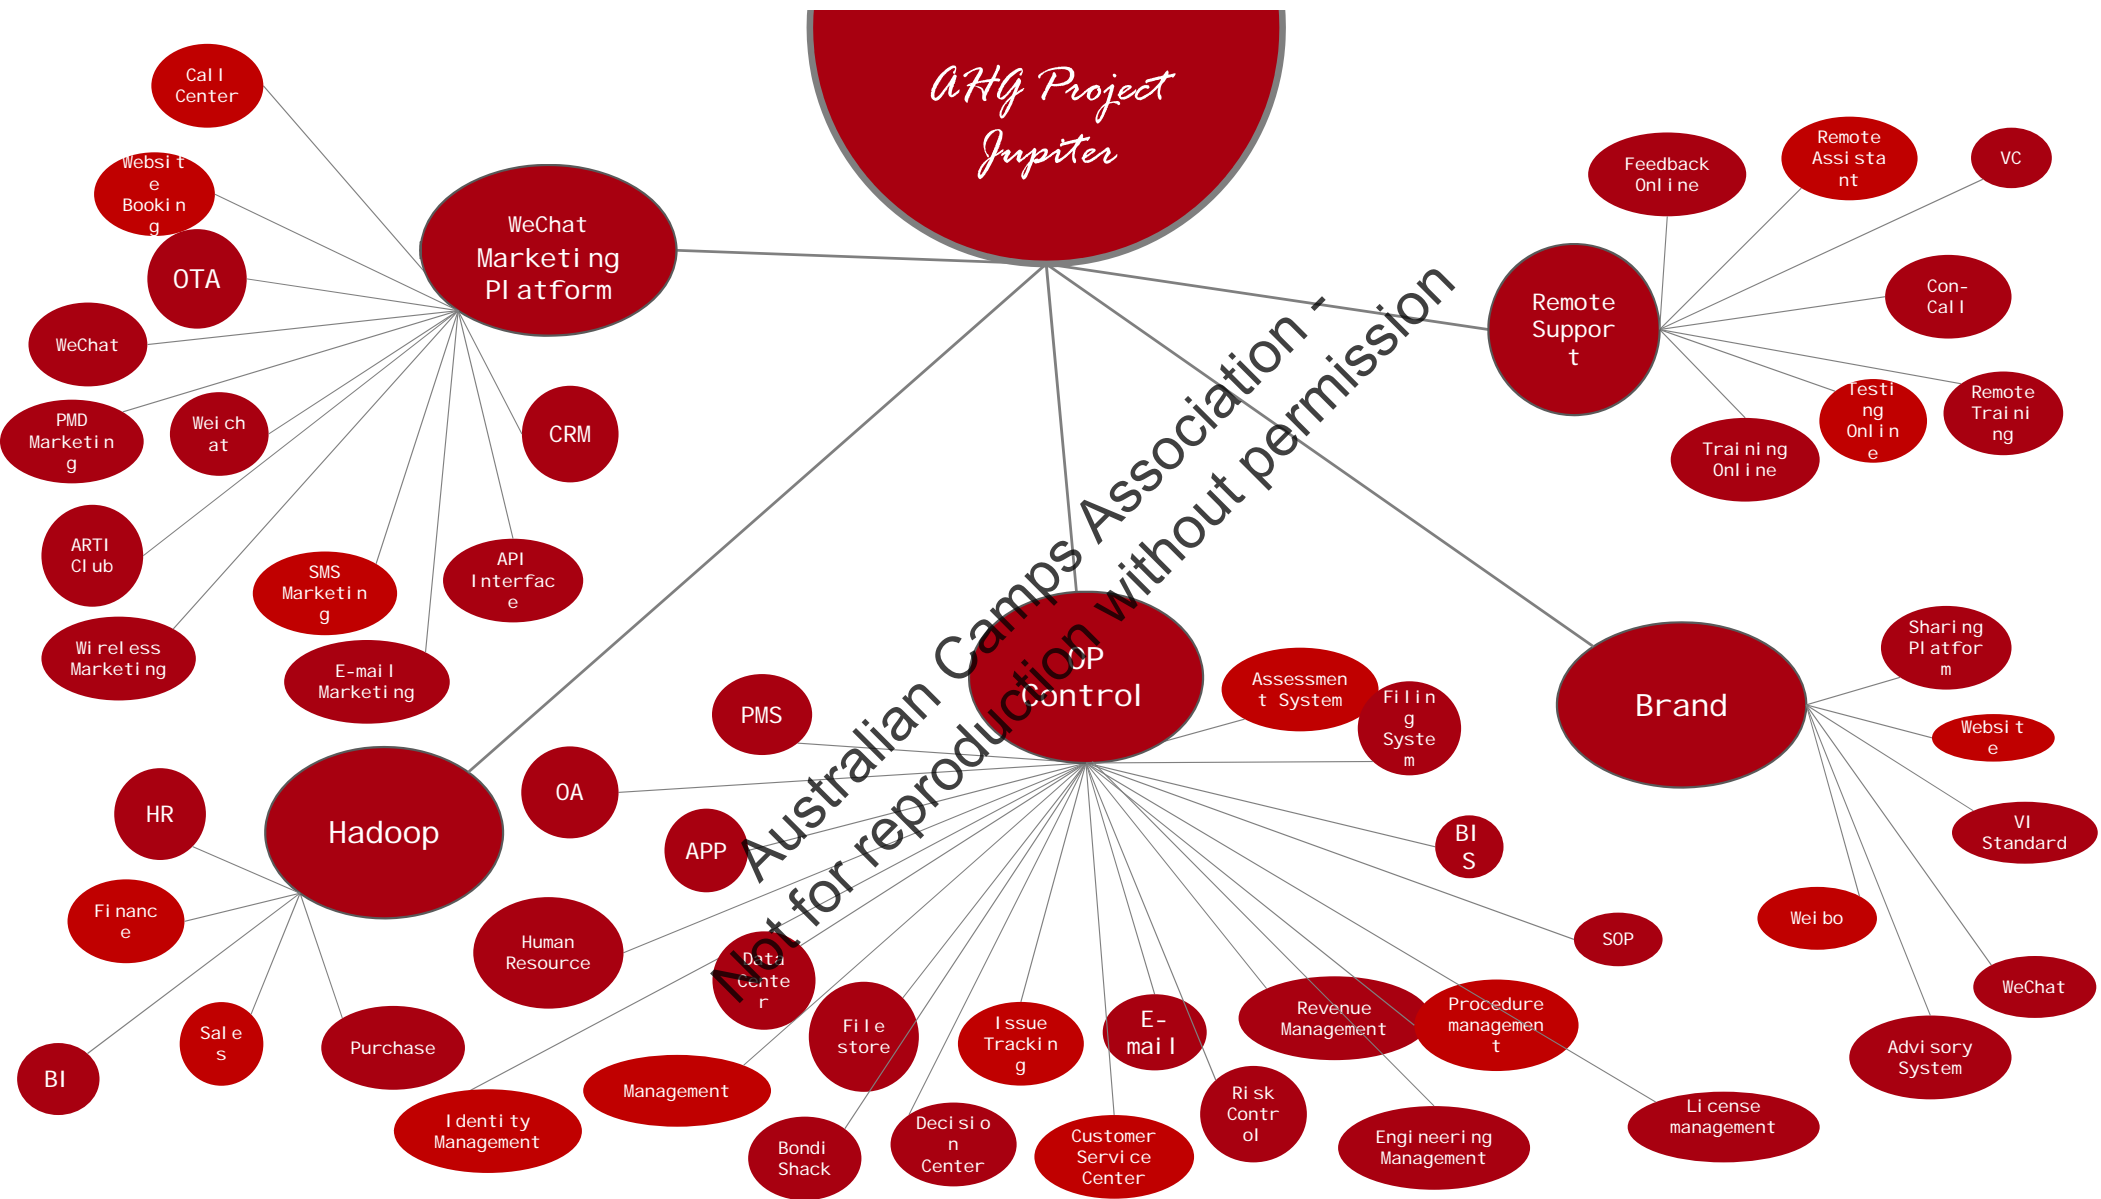 AHG Project
Jupiter
Call
Center
Websit
e
Bookin
g
OTA
WeChat
PMD
Marketin
g
Weich
at
ARTI
Club
Wireless
Marketing
SMS
Marketin
g
E-mail
Marketing
API
Interfac
e
CRM
WeChat
Marketing
Platform
Feedback
Online
Remote
Assista
nt
VC
Con-
Call
Remote
Traini
ng
Testi
ng
Onlin
e
Training
Online
Remote
Suppor
t
Hadoop
HR
Financ
e
BI
Sale
s
Purchase
OP
Control
PMS
OA
APP
Human
Resource
Data
Cente
r
Identity
Management
Management
File
store
Bondi
Shack
Decisio
n
Center
Issue
Trackin
g
Customer
Service
Center
E-
mail
Risk
Contr
ol
Revenue
Management
Procedure
managemen
t
Engineering
Management
License
management
SOP
BI
S
Assessmen
t System
Filin
g
Syste
m
Brand
Sharing
Platfor
m
Websit
e
VI
Standard
Weibo
WeChat
Advisory
System
Australian Camps Association -
Not for reproduction without permission